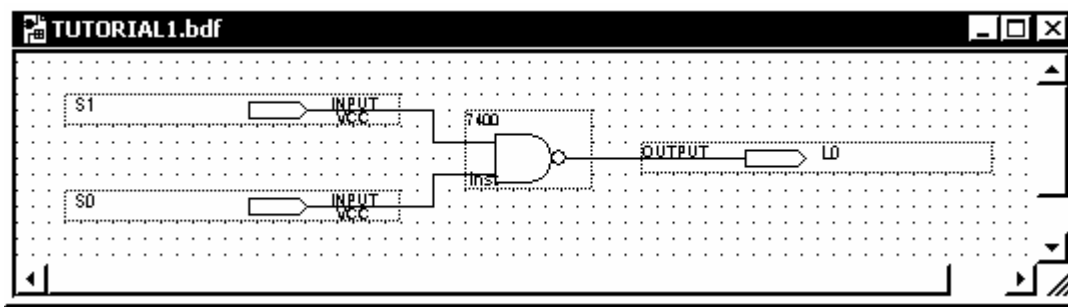 TUTORIAL1.bdf
S1
INPUT
VCC
7400
inst
OUTPUT
L0
S0
INPUT
VCC